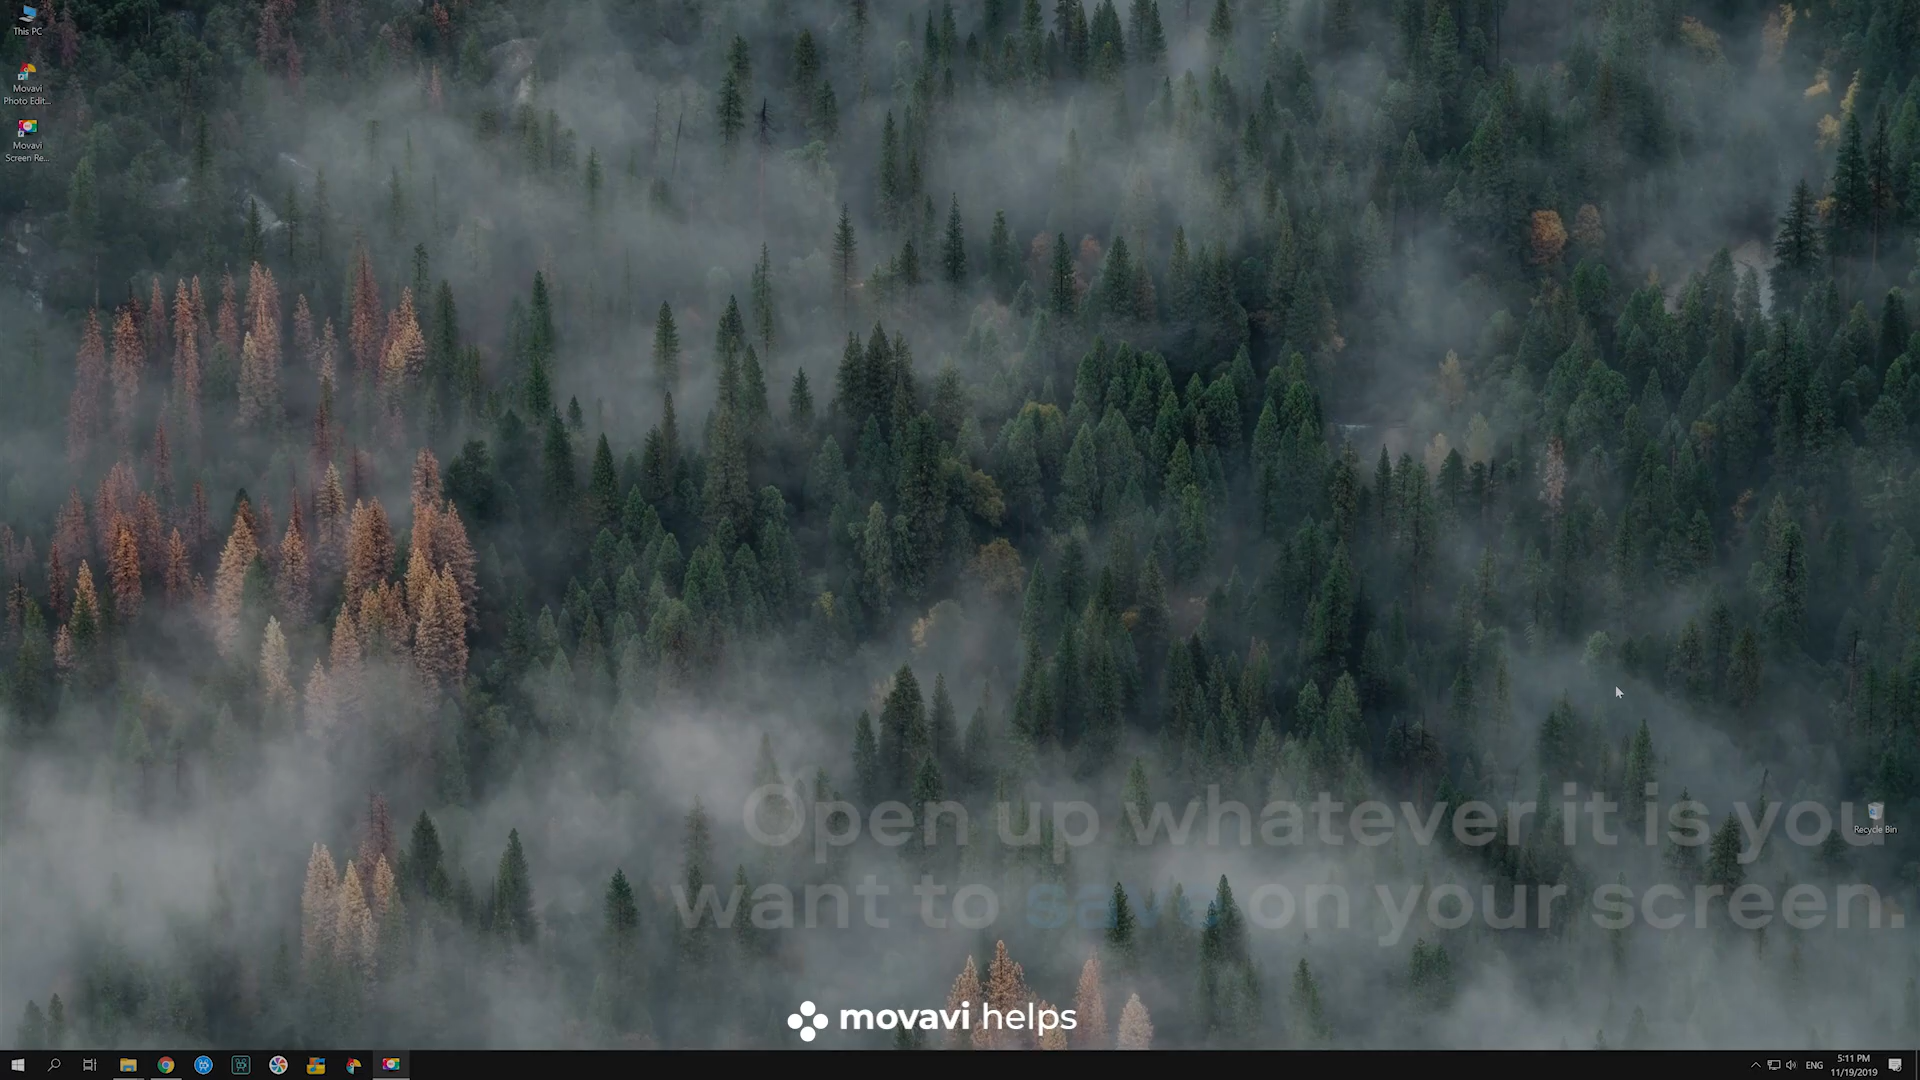 This PC
Movavi
Photo Edit...
Movavi
Screen Re...
Open up whatever it is you
want to save on your screen.
Recycle Bin
movavi helps
ENG
5:11 PM
11/19/2019